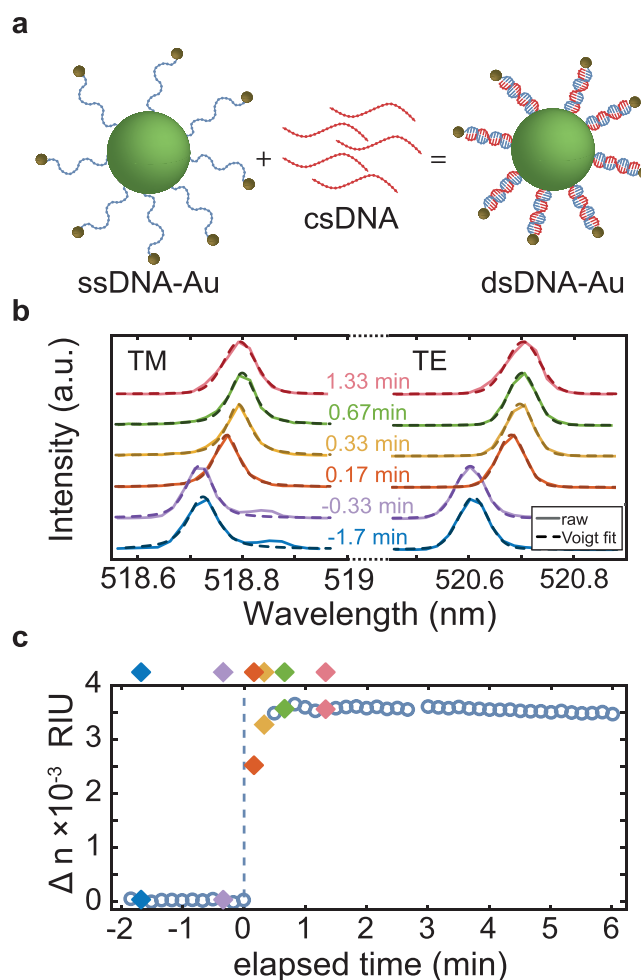 a
+
=
csDNA
ssDNA-Au
dsDNA-Au
b
Intensity (a.u.)
TM
TE
1.33 min
0.67min
0.33 min
0.17 min
-0.33 min
-1.7 min
raw
Voigt fit
518.6
518.8
519
520.6
520.8
Wavelength (nm)
c
Δ n ×10⁻³ RIU
4
3
2
1
0
-2
-1
0
1
2
3
4
5
6
elapsed time (min)